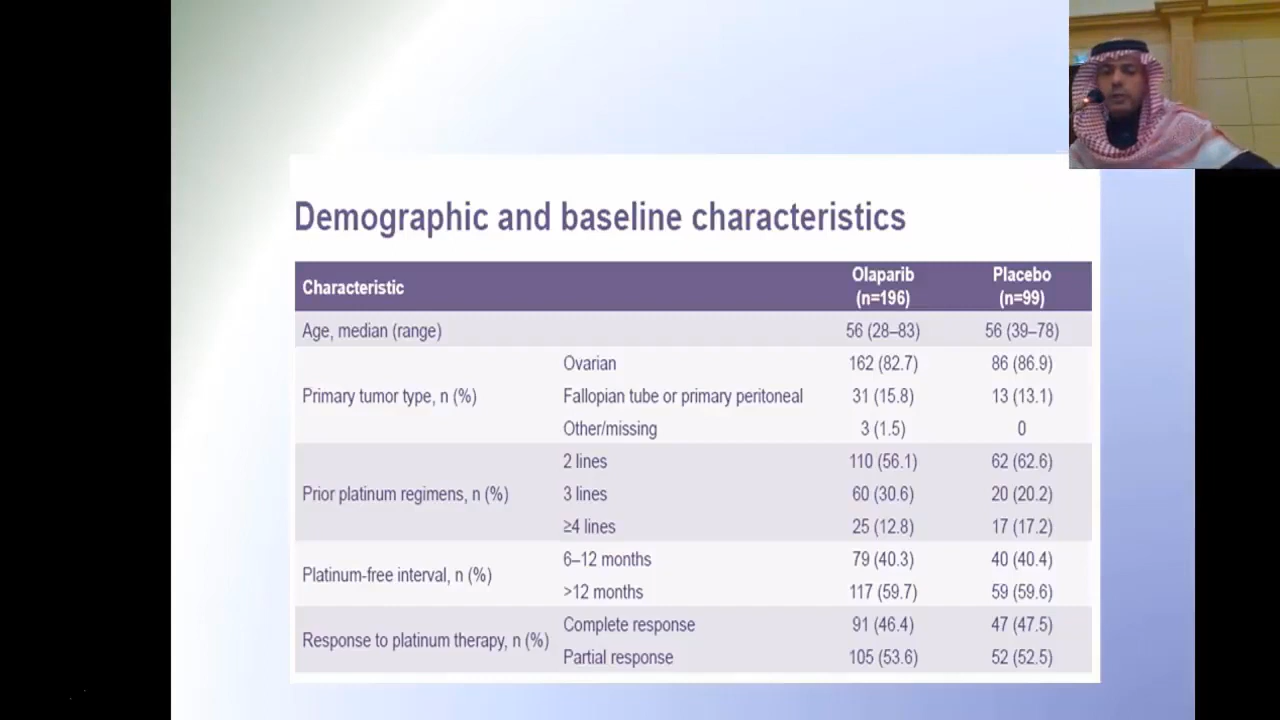 Demographic and baseline characteristics
Characteristic Olaparib (n=196) Placebo (n=99)
Age, median (range) 56 (28–83) 56 (39–78)
Primary tumor type, n (%)
Ovarian 162 (82.7) 86 (86.9)
Fallopian tube or primary peritoneal 31 (15.8) 13 (13.1)
Other/missing 3 (1.5) 0
Prior platinum regimens, n (%)
2 lines 110 (56.1) 62 (62.6)
3 lines 60 (30.6) 20 (20.2)
≥4 lines 25 (12.8) 17 (17.2)
Platinum-free interval, n (%)
6–12 months 79 (40.3) 40 (40.4)
>12 months 117 (59.7) 59 (59.6)
Response to platinum therapy, n (%)
Complete response 91 (46.4) 47 (47.5)
Partial response 105 (53.6) 52 (52.5)